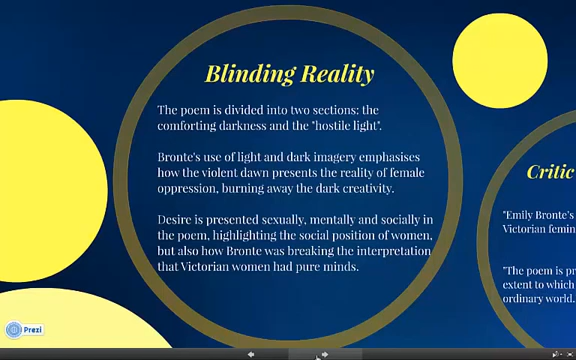 Blinding Reality
The poem is divided into two sections: the
comforting darkness and the "hostile light".
Bronte's use of light and dark imagery emphasises
how the violent dawn presents the reality of female
oppression, burning away the dark creativity.
Desire is presented sexually, mentally and socially in
the poem, highlighting the social position of women,
but also how Bronte was breaking the interpretation
that Victorian women had pure minds.
Critic
"Emily Bronte's
Victorian femin
"The poem is pr
extent to which
ordinary world.
Prezi